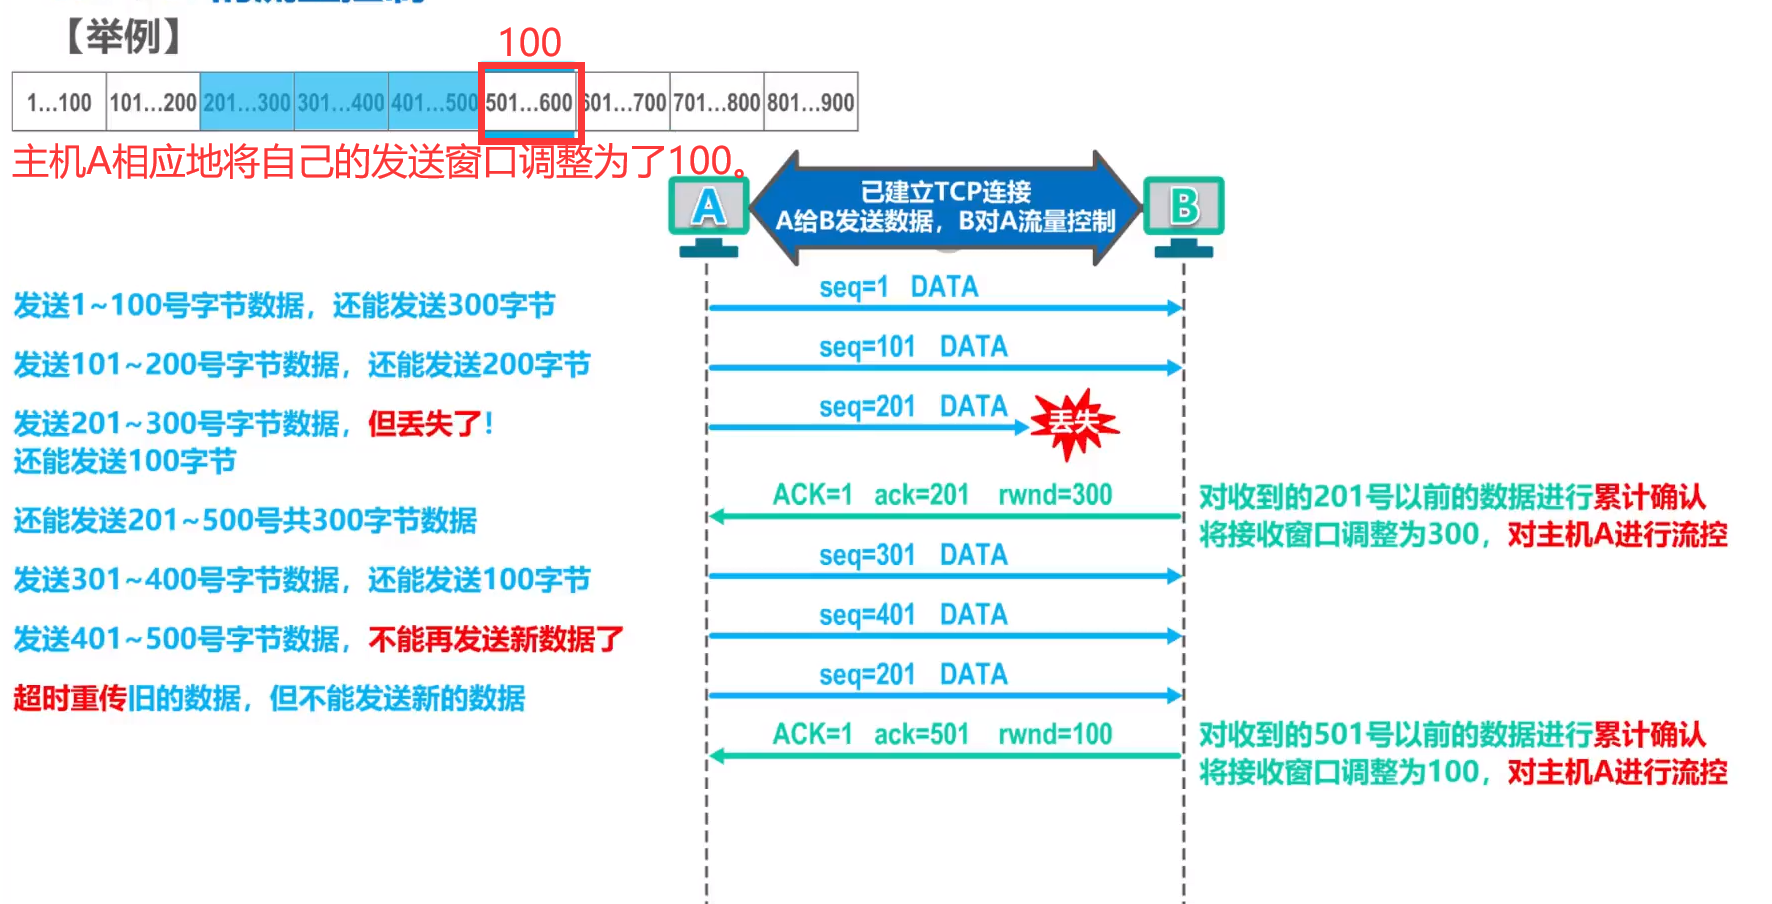 【举例】
100
1...100 101...200 201...300 301...400 401...500 501...600 601...700 701...800 801...900
主机A相应地将自己的发送窗口调整为了100。
A
已建立TCP连接
A给B发送数据，B对A流量控制
B
发送1~100号字节数据，还能发送300字节
seq=1 DATA
发送101~200号字节数据，还能发送200字节
seq=101 DATA
发送201~300号字节数据，但丢失了！
还能发送100字节
seq=201 DATA
丢失
还能发送201~500号共300字节数据
ACK=1 ack=201 rwnd=300
对收到的201号以前的数据进行累计确认
将接收窗口调整为300，对主机A进行流控
发送301~400号字节数据，还能发送100字节
seq=301 DATA
发送401~500号字节数据，不能再发送新数据了
seq=401 DATA
超时重传旧的数据，但不能发送新的数据
seq=201 DATA
ACK=1 ack=501 rwnd=100
对收到的501号以前的数据进行累计确认
将接收窗口调整为100，对主机A进行流控